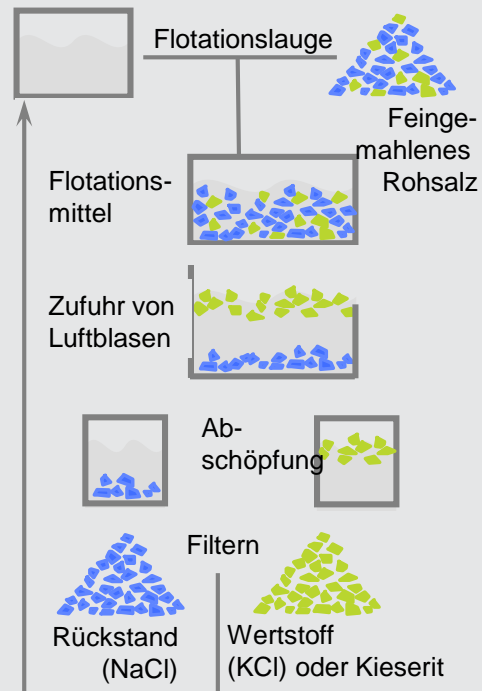 Flotationslauge
Feinge-
mahlenes
Rohsalz
Flotations-
mittel
Zufuhr von
Luftblasen
Ab-
schöpfung
Filtern
Rückstand
(NaCl)
Wertstoff
(KCl) oder Kieserit